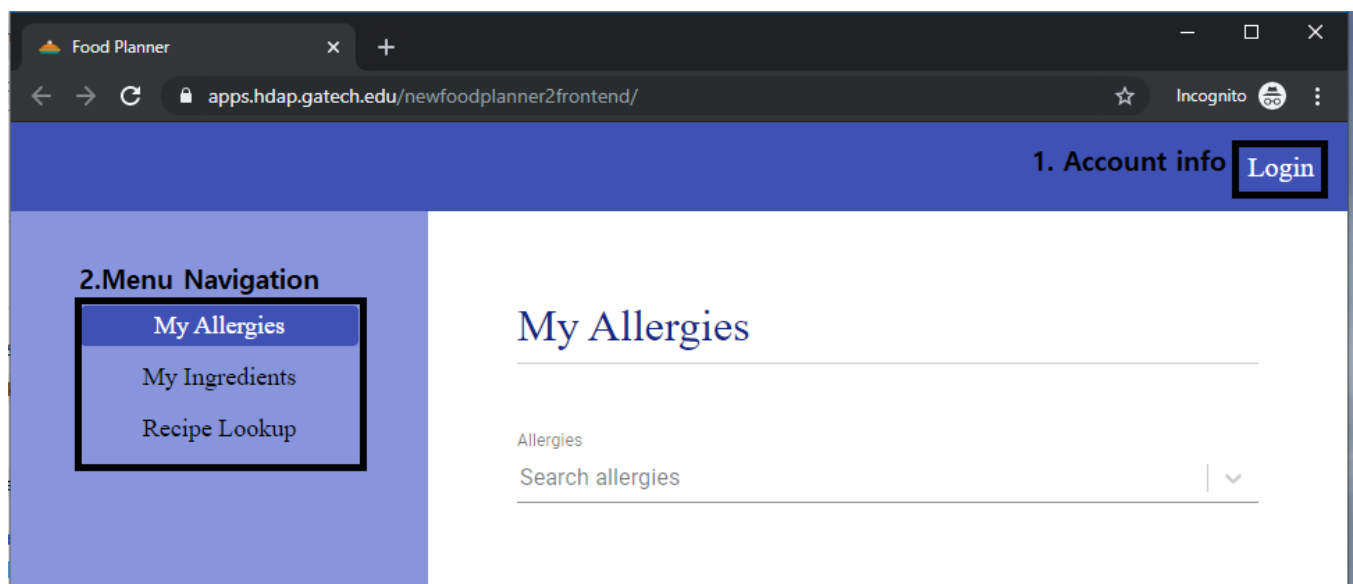 Food Planner
apps.hdap.gatech.edu/newfoodplanner2frontend/
Incognito
1. Account info
Login
2.Menu Navigation
My Allergies
My Ingredients
Recipe Lookup
My Allergies
Allergies
Search allergies